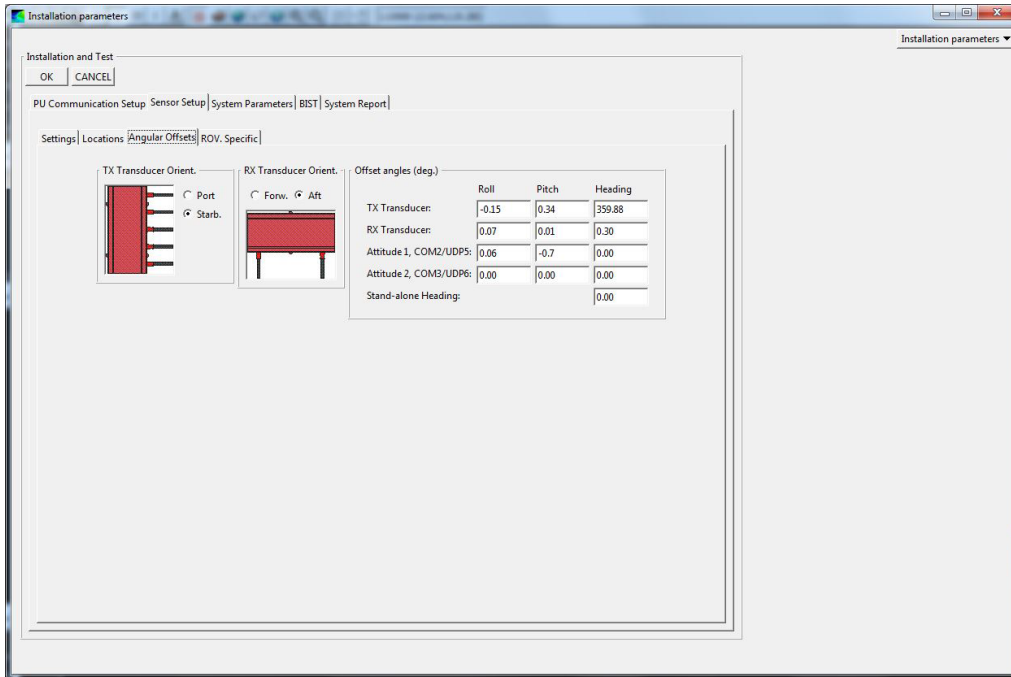 Installation parameters
Installation parameters
Installation and Test
OK CANCEL
PU Communication Setup Sensor Setup System Parameters BIST System Report
Settings Locations Angular Offsets ROV. Specific
TX Transducer Orient. RX Transducer Orient. Offset angles (deg.)
Port Forw. Aft Roll Pitch Heading
Starb. TX Transducer: -0.15 0.34 359.88
RX Transducer: 0.07 0.01 0.30
Attitude 1, COM2/UDP5: 0.06 -0.7 0.00
Attitude 2, COM3/UDP6: 0.00 0.00 0.00
Stand-alone Heading: 0.00